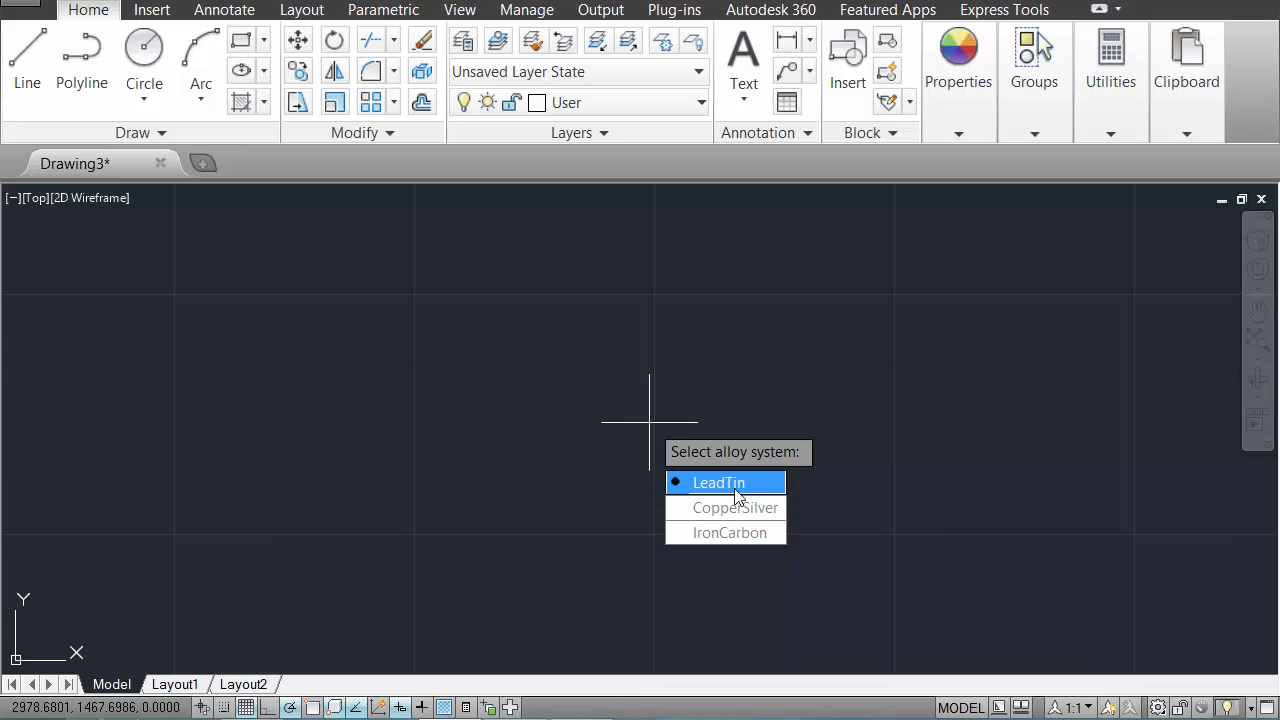 Home Insert Annotate Layout Parametric View Manage Output Plug-ins Autodesk 360 Featured Apps Express Tools
Line Polyline Circle Arc
Unsaved Layer State
User
Text
Insert
Properties
Groups
Utilities
Clipboard
Draw Modify Layers Annotation Block
Drawing3*
[−][Top][2D Wireframe]
Select alloy system:
LeadTin
CopperSilver
IronCarbon
Y
X
Model Layout1 Layout2
2978.6801, 1467.6986, 0.0000 MODEL 1:1